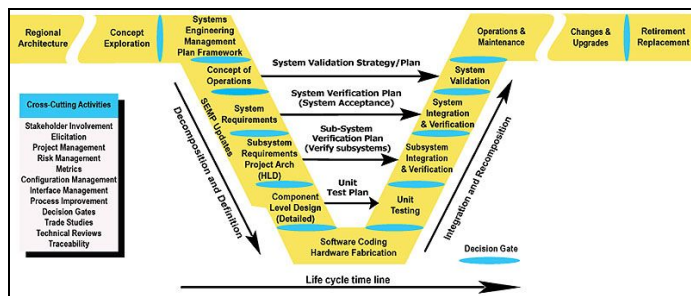 Regional
Architecture
Concept
Exploration
Systems
Engineering
Management
Plan Framework
Operations &
Maintenance
Changes &
Upgrades
Retirement
Replacement
Concept of
Operations
System Validation Strategy/Plan
System
Validation
SEMP Updates
System
Requirements
System Verification Plan
(System Acceptance)
System
Integration
& Verification
Subsystem
Requirements
Project Arch
(HLD)
Sub-System
Verification Plan
(Verify subsystems)
Subsystem
Integration
& Verification
Component
Level Design
(Detailed)
Unit
Test Plan
Unit
Testing
Software Coding
Hardware Fabrication
Decomposition and Definition
Integration and Recomposition
Cross-Cutting Activities
Stakeholder Involvement
Elicitation
Project Management
Risk Management
Metrics
Configuration Management
Interface Management
Process Improvement
Decision Gates
Trade Studies
Technical Reviews
Traceability
Decision Gate
Life cycle time line